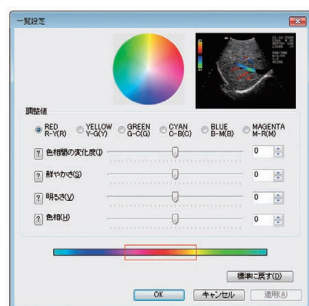 一覧設定
調整値
RED YELLOW GREEN CYAN BLUE MAGENTA
R-Y(R) Y-G(Y) G-C(G) C-B(C) B-M(B) M-R(M)
? 色相間の変化度(I) 0
? 鮮やかさ(S) 0
? 明るさ(V) 0
? 色相(H) 0
標準に戻す(D)
OK キャンセル 適用(A)